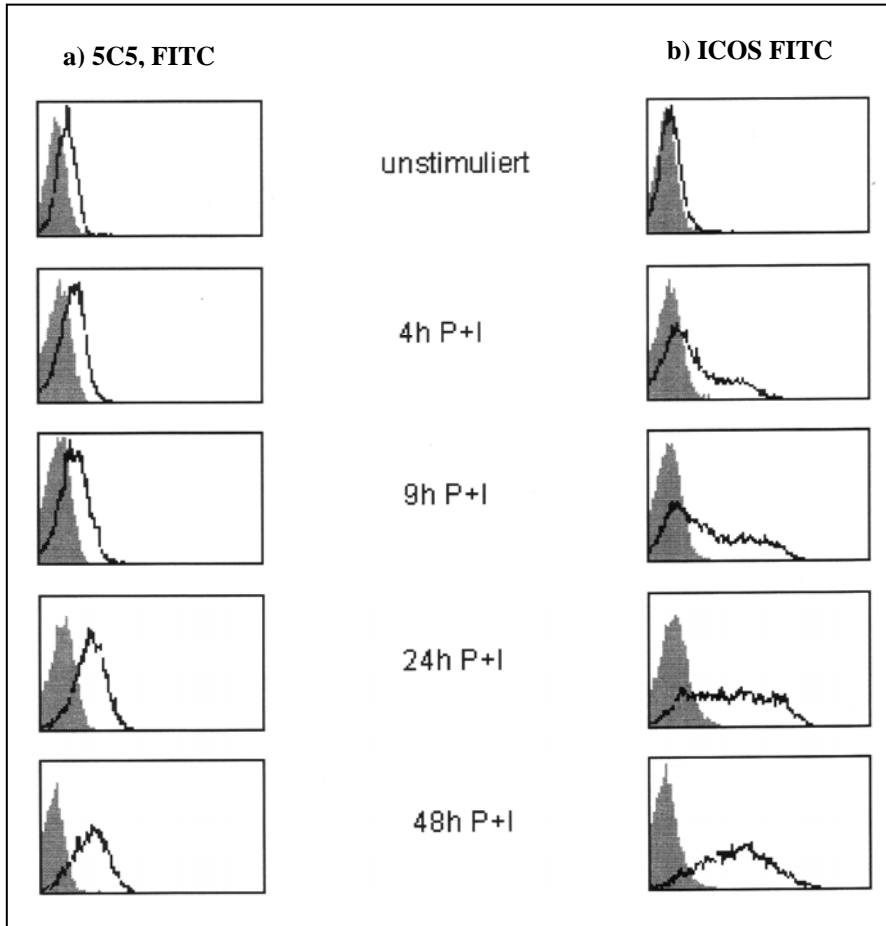 a) 5C5, FITC
b) ICOS FITC
unstimuliert
4h P+I
9h P+I
24h P+I
48h P+I